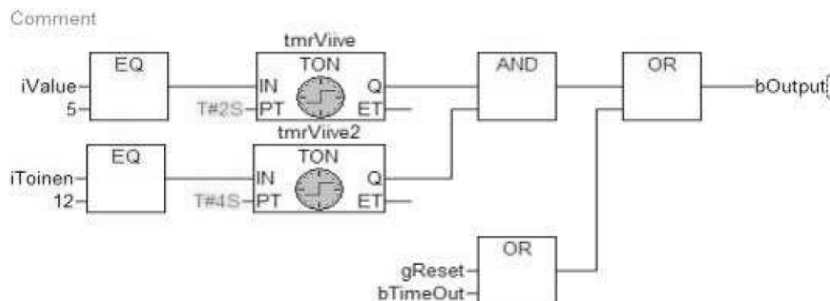 Comment
tmrViive
EQ
TON
AND
OR
iValue
IN
Q
bOutput
5
T#2S
PT
ET
tmrViive2
EQ
TON
iToinen
IN
Q
12
T#4S
PT
ET
OR
gReset
bTimeOut